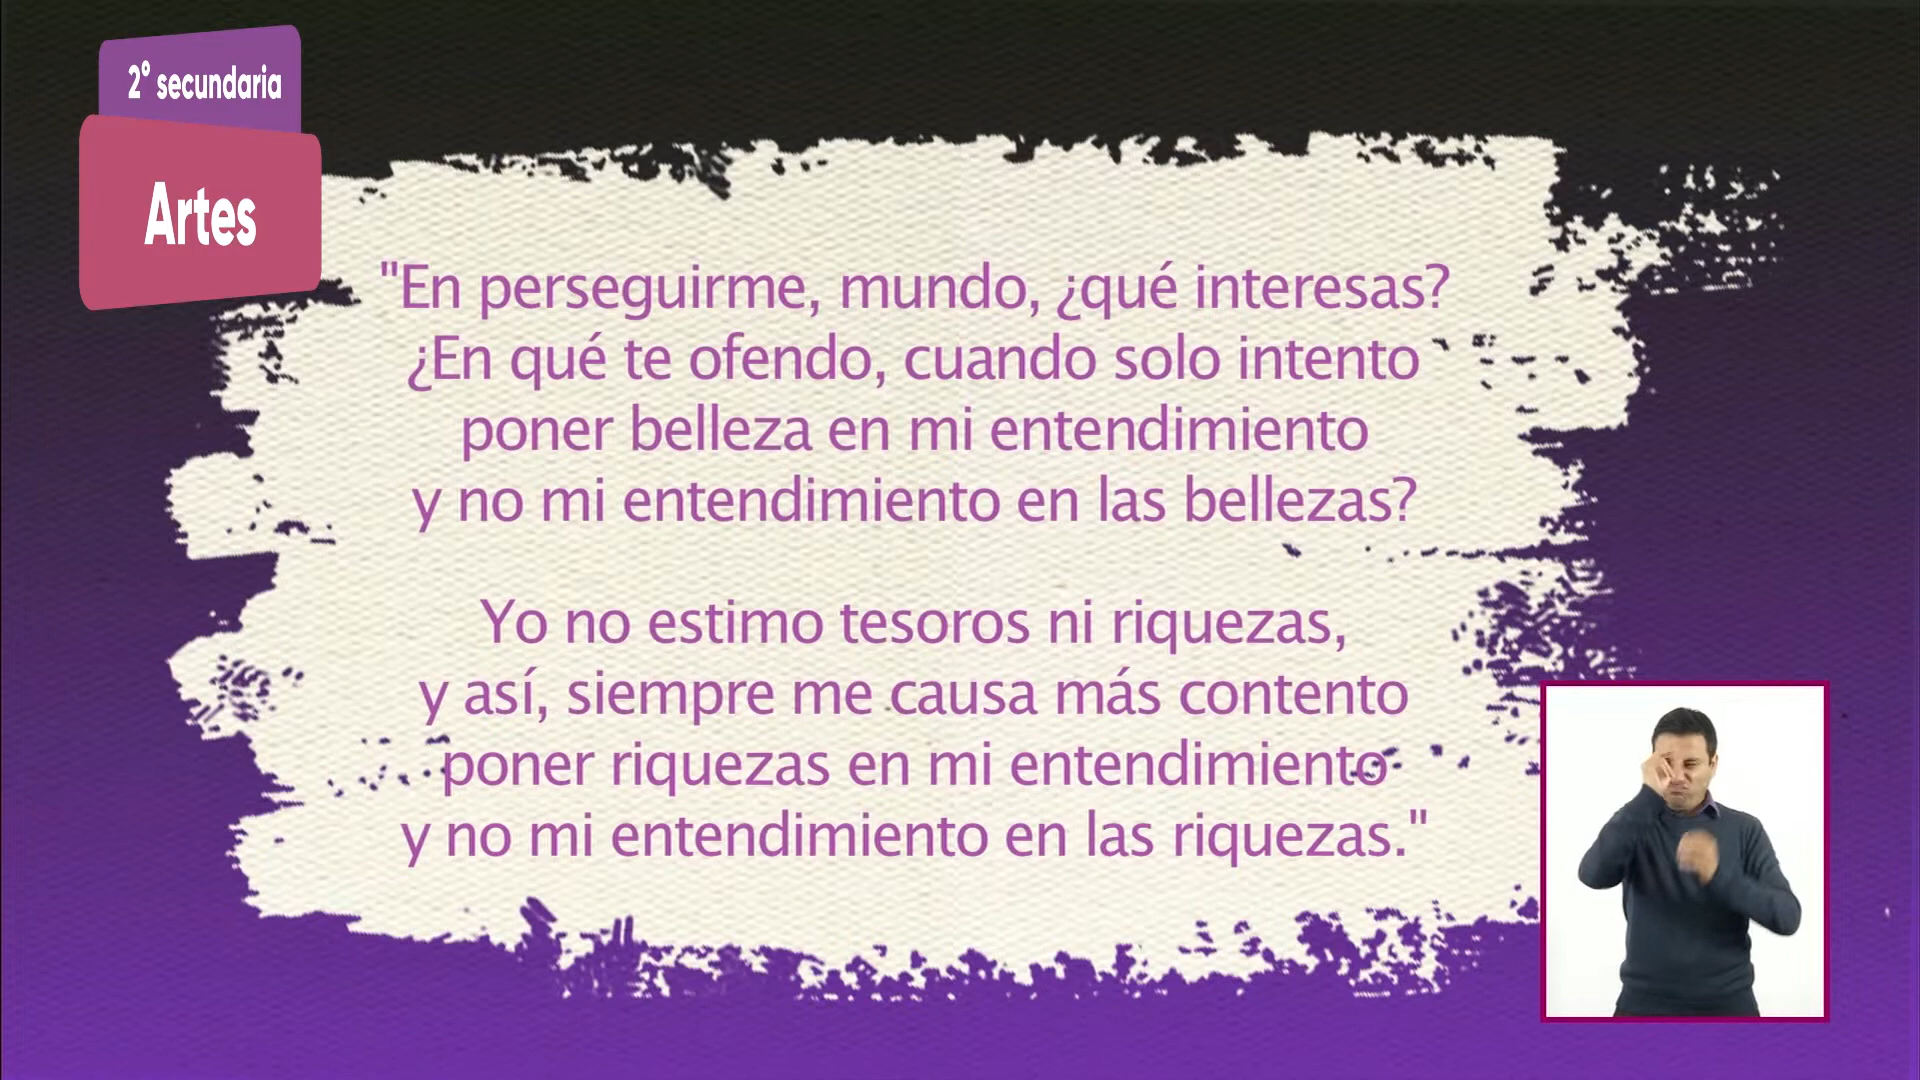 2° secundaria
Artes
"En perseguirme, mundo, ¿qué interesas?
¿En qué te ofendo, cuando solo intento
poner belleza en mi entendimiento
y no mi entendimiento en las bellezas?
Yo no estimo tesoros ni riquezas,
y así, siempre me causa más contento
poner riquezas en mi entendimiento
y no mi entendimiento en las riquezas."